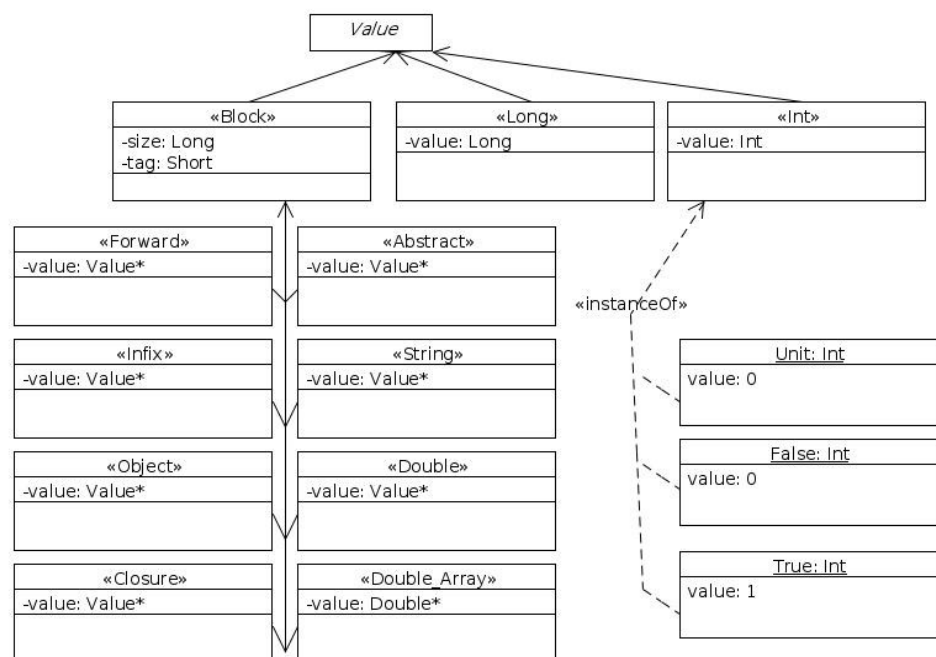 Value
«Block»
-size: Long
-tag: Short
«Long»
-value: Long
«Int»
-value: Int
«Forward»
-value: Value*
«Abstract»
-value: Value*
«Infix»
-value: Value*
«String»
-value: Value*
«Object»
-value: Value*
«Double»
-value: Value*
«Closure»
-value: Value*
«Double_Array»
-value: Double*
«instanceOf»
Unit: Int
value: 0
False: Int
value: 0
True: Int
value: 1